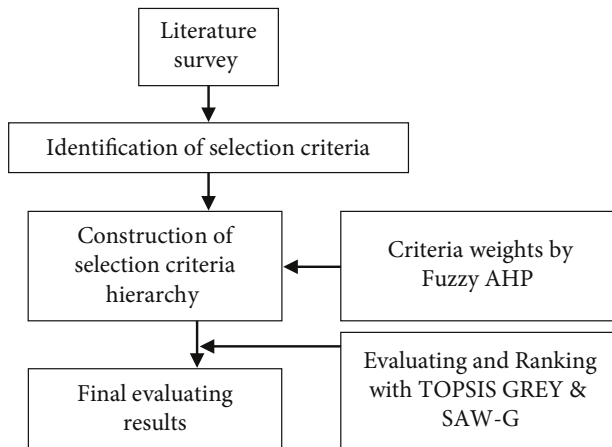 Literature
survey
Identification of selection criteria
Construction of
selection criteria
hierarchy
Criteria weights by
Fuzzy AHP
Evaluating and Ranking
with TOPSIS GREY &
SAW-G
Final evaluating
results